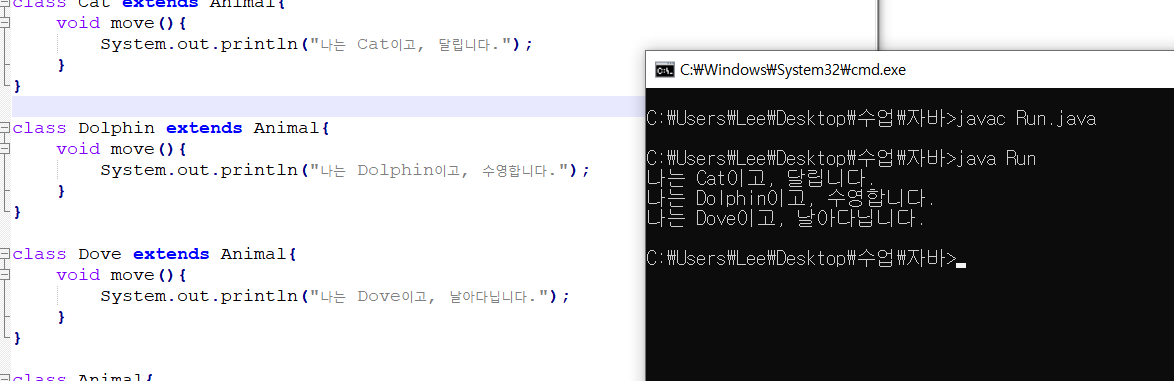 class Cat extends Animal{
void move(){
System.out.println("나는 Cat이고, 달립니다.");
}
}
class Dolphin extends Animal{
void move(){
System.out.println("나는 Dolphin이고, 수영합니다.");
}
}
class Dove extends Animal{
void move(){
System.out.println("나는 Dove이고, 날아다닙니다.");
}
}
class Animal{
C:\Windows\System32\cmd.exe
C:\Users\Lee\Desktop\수업\자바>javac Run.java
C:\Users\Lee\Desktop\수업\자바>java Run
나는 Cat이고, 달립니다.
나는 Dolphin이고, 수영합니다.
나는 Dove이고, 날아다닙니다.
C:\Users\Lee\Desktop\수업\자바>